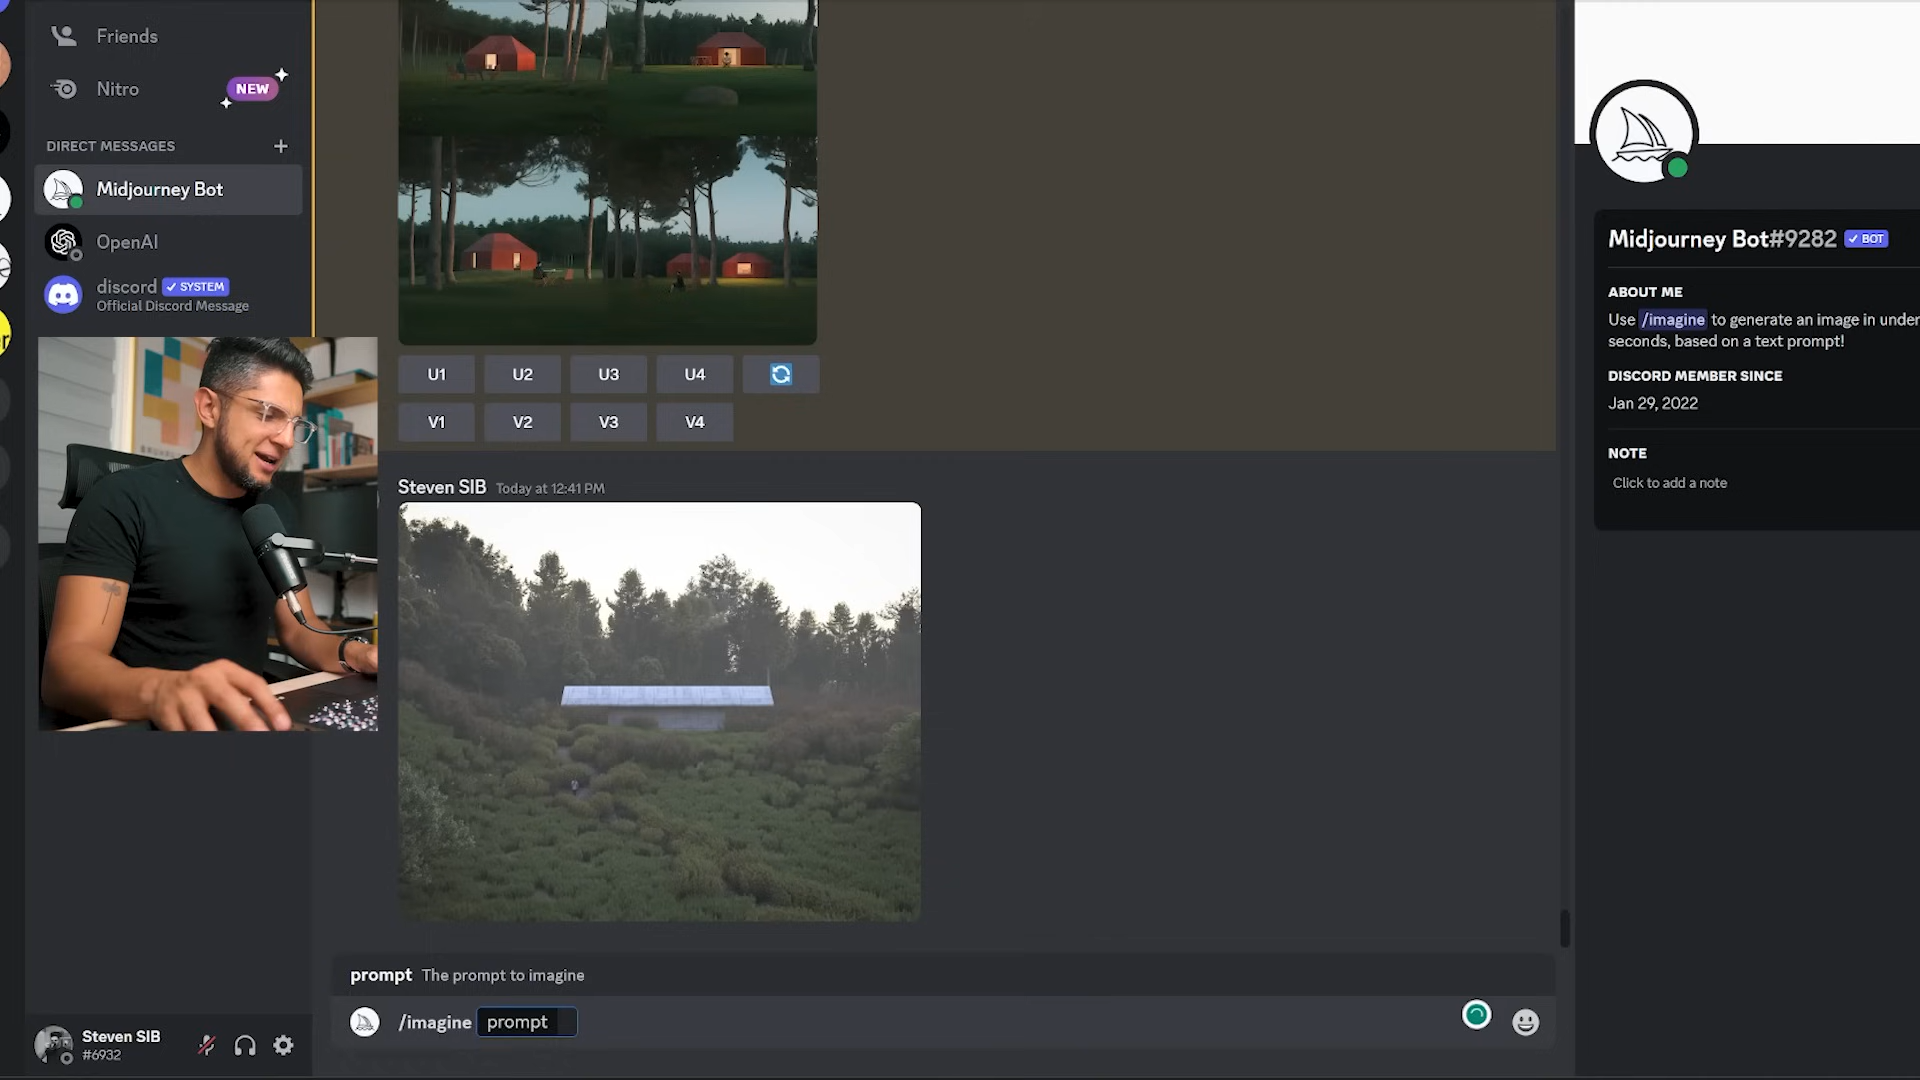 Friends
Nitro
NEW
DIRECT MESSAGES
Midjourney Bot
OpenAI
discord ✓ SYSTEM
Official Discord Message
U1 U2 U3 U4
V1 V2 V3 V4
Steven SIB Today at 12:41 PM
prompt The prompt to imagine
/imagine prompt
Steven SIB
#6932
Midjourney Bot#9282 ✓ BOT
ABOUT ME
Use /imagine to generate an image in under
seconds, based on a text prompt!
DISCORD MEMBER SINCE
Jan 29, 2022
NOTE
Click to add a note